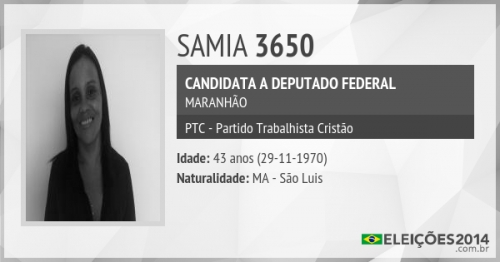 SAMIA 3650
CANDIDATA A DEPUTADO FEDERAL
MARANHÃO
PTC - Partido Trabalhista Cristão
Idade: 43 anos (29-11-1970)
Naturalidade: MA - São Luis
ELEIÇÕES2014
.com.br